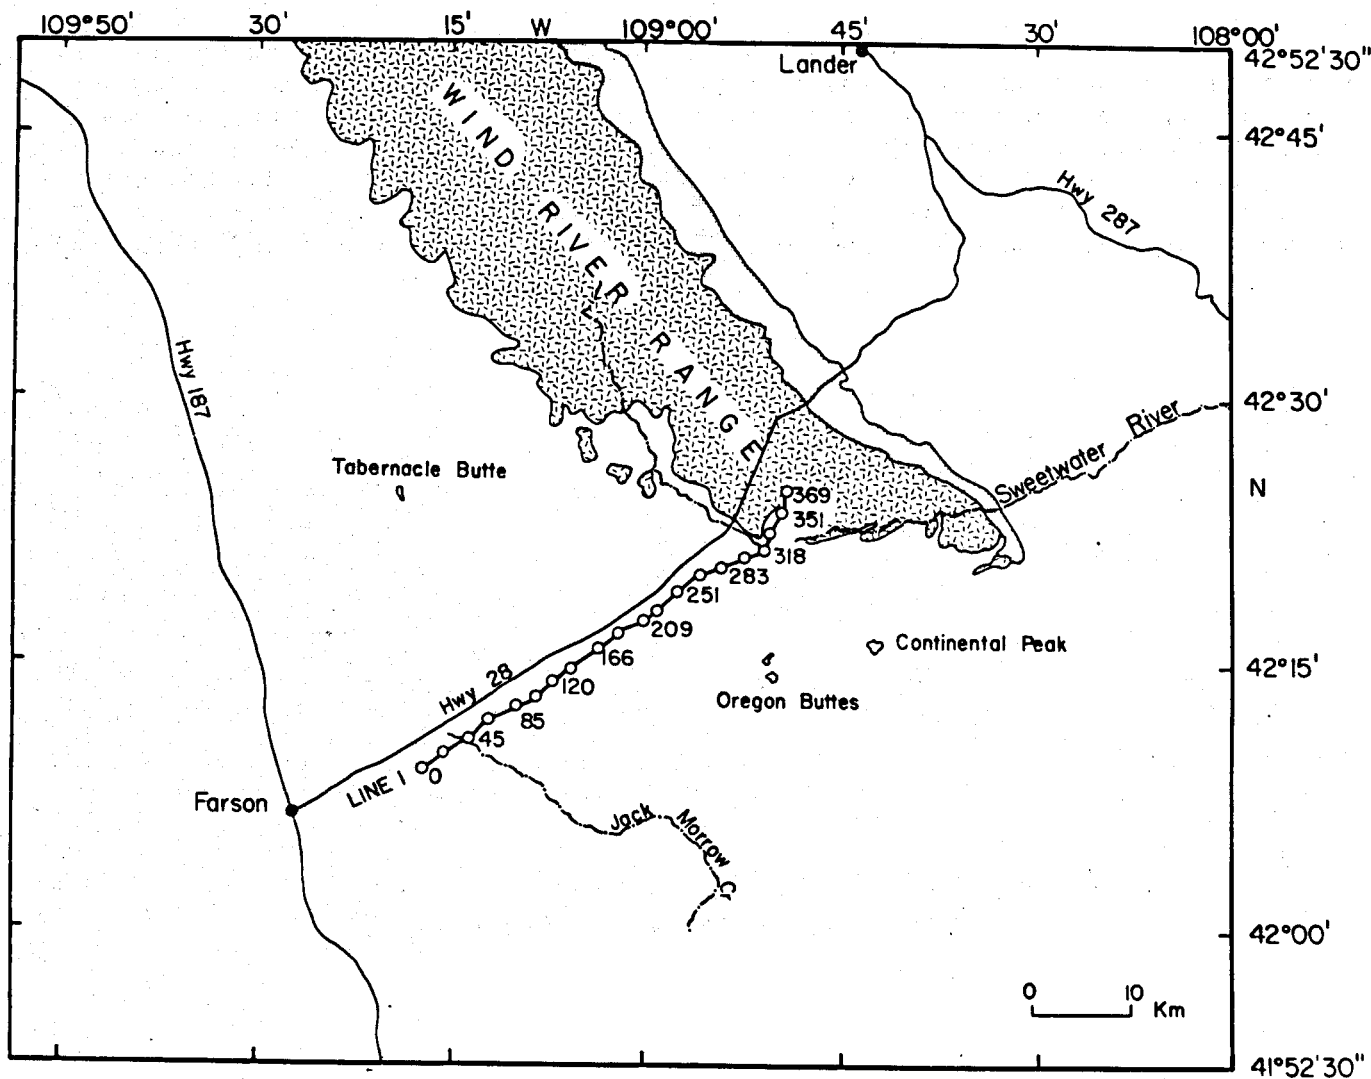 109°50' 30' 15' W 109°00' 45' 30' 108°00'
42°52'30"
Lander
WIND RIVER RANGE
42°45'
Hwy 287
Hwy 187
42°30'
Sweetwater River
Tabernacle Butte
N
369
351
318
283
251
209
Continental Peak
166
42°15'
120
Hwy 28
Oregon Buttes
85
45
0
LINE 1
Farson
Jack Morrow Cr
42°00'
0 10 Km
41°52'30"